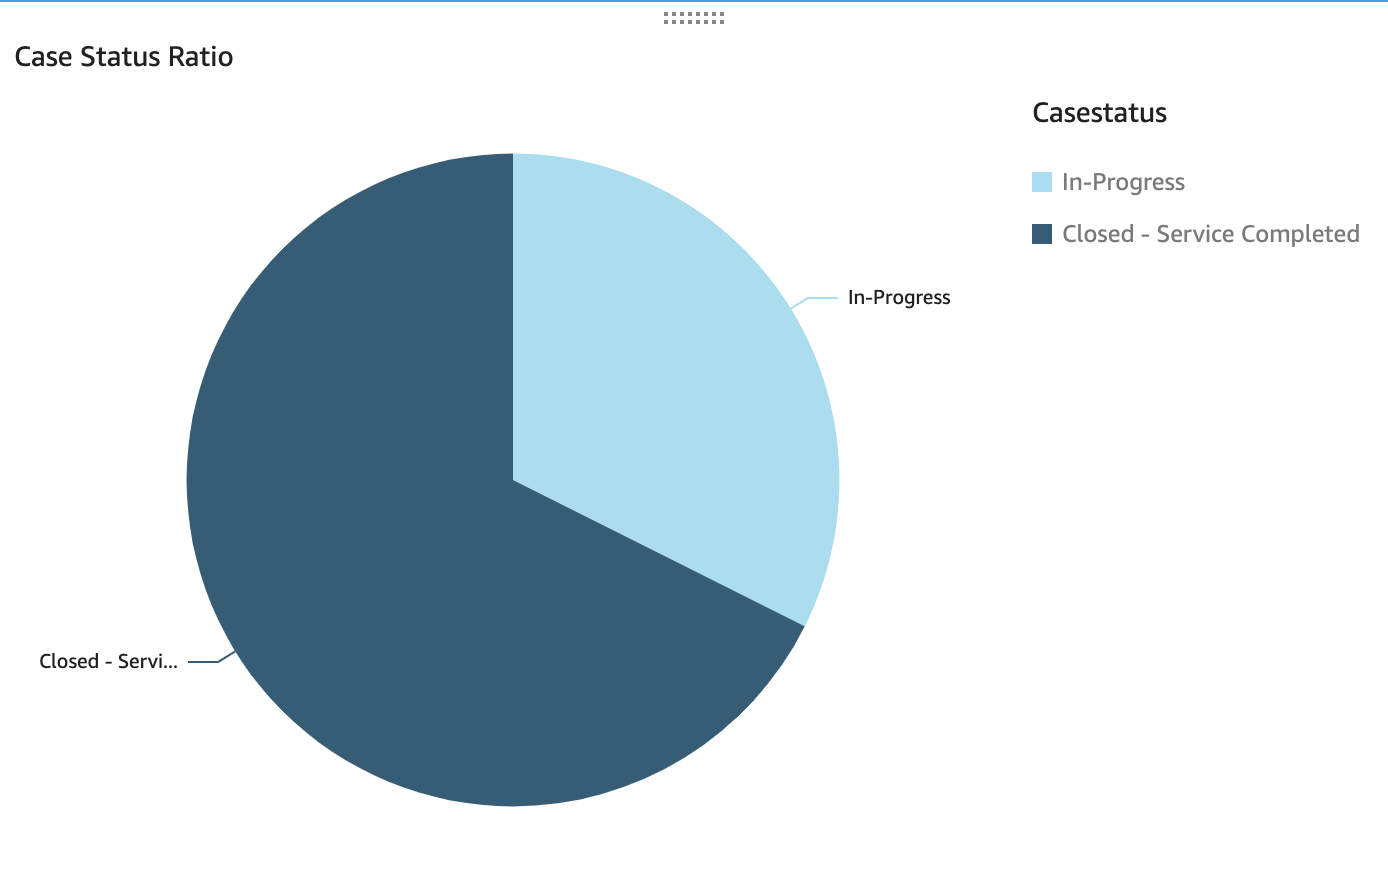 Case Status Ratio
Casestatus
In-Progress
Closed - Service Completed
In-Progress
Closed - Servi...